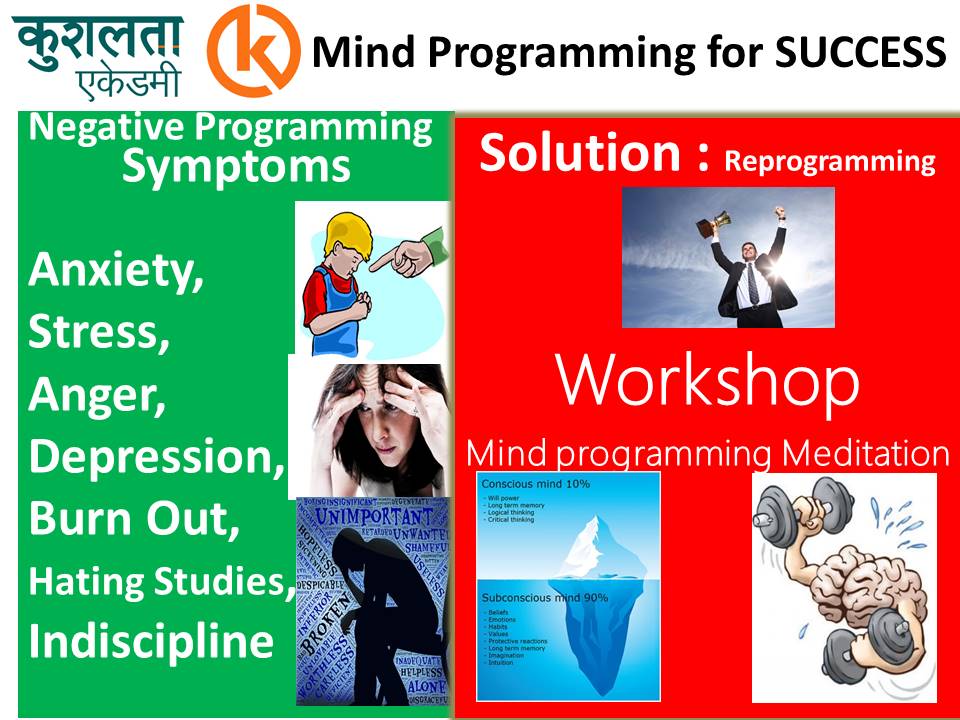 कुशलता
एकेडमी
k
Mind Programming for SUCCESS
Negative Programming
Symptoms
Anxiety,
Stress,
Anger,
Depression,
Burn Out,
Hating Studies,
Indiscipline
UNIMPORTANT
UNWANTED
SHAMEFUL
HOPELESS
USELESS
DESPICABLE
BROKEN
INADEQUATE
HELPLESS
ALONE
Solution : Reprogramming
Workshop
Mind programming Meditation
Conscious mind 10%
- Will power
- Long term memory
- Logical thinking
- Critical thinking
Subconscious mind 90%
- Beliefs
- Emotions
- Habits
- Values
- Protective reactions
- Long term memory
- Imagination
- Intuition